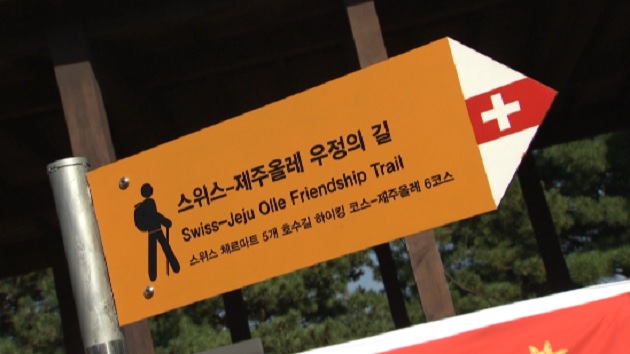 스위스-제주올레 우정의 길
Swiss-Jeju Olle Friendship Trail
스위스 체르마트 5개 호수길 하이킹 코스-제주올레 6코스